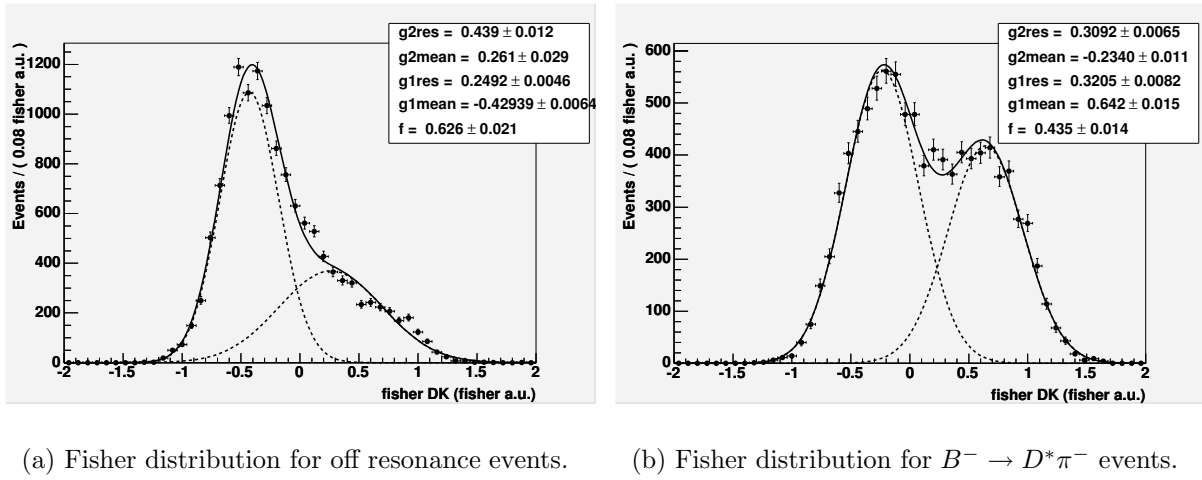 g2res = 0.439 ± 0.012
g2mean = 0.261 ± 0.029
g1res = 0.2492 ± 0.0046
g1mean = -0.42939 ± 0.0064
f = 0.626 ± 0.021
Events / ( 0.08 fisher a.u. )
1200
1000
800
600
400
200
0
-2 -1.5 -1 -0.5 0 0.5 1 1.5 2
fisher DK (fisher a.u.)
g2res = 0.3092 ± 0.0065
g2mean = -0.2340 ± 0.011
g1res = 0.3205 ± 0.0082
g1mean = 0.642 ± 0.015
f = 0.435 ± 0.014
Events / ( 0.08 fisher a.u. )
600
500
400
300
200
100
0
-2 -1.5 -1 -0.5 0 0.5 1 1.5 2
fisher DK (fisher a.u.)
(a) Fisher distribution for off resonance events.
(b) Fisher distribution for B⁻ → D*π⁻ events.